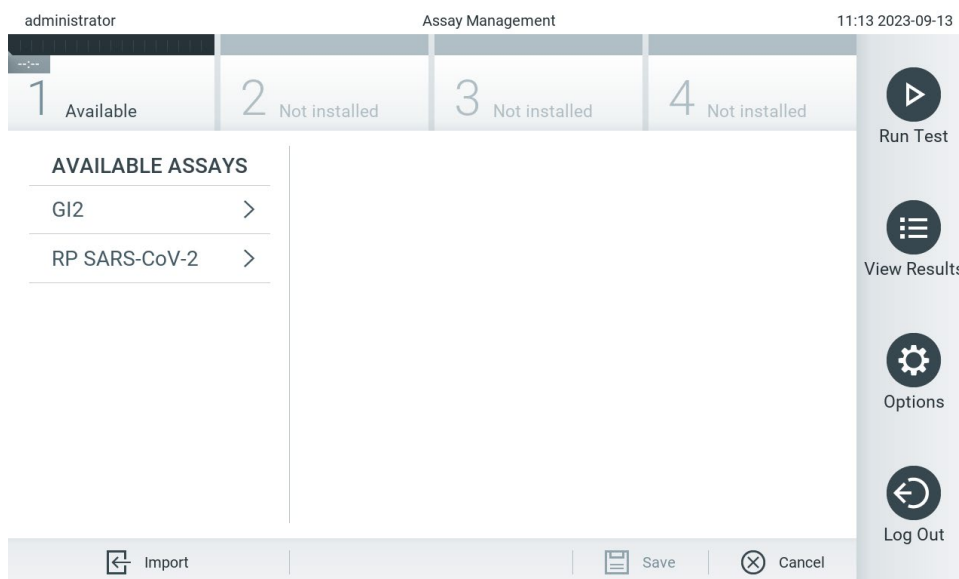 administrator Assay Management 11:13 2023-09-13
--:--
1 Available 2 Not installed 3 Not installed 4 Not installed
Run Test
AVAILABLE ASSAYS
GI2
RP SARS-CoV-2
View Results
Options
Log Out
Import Save Cancel